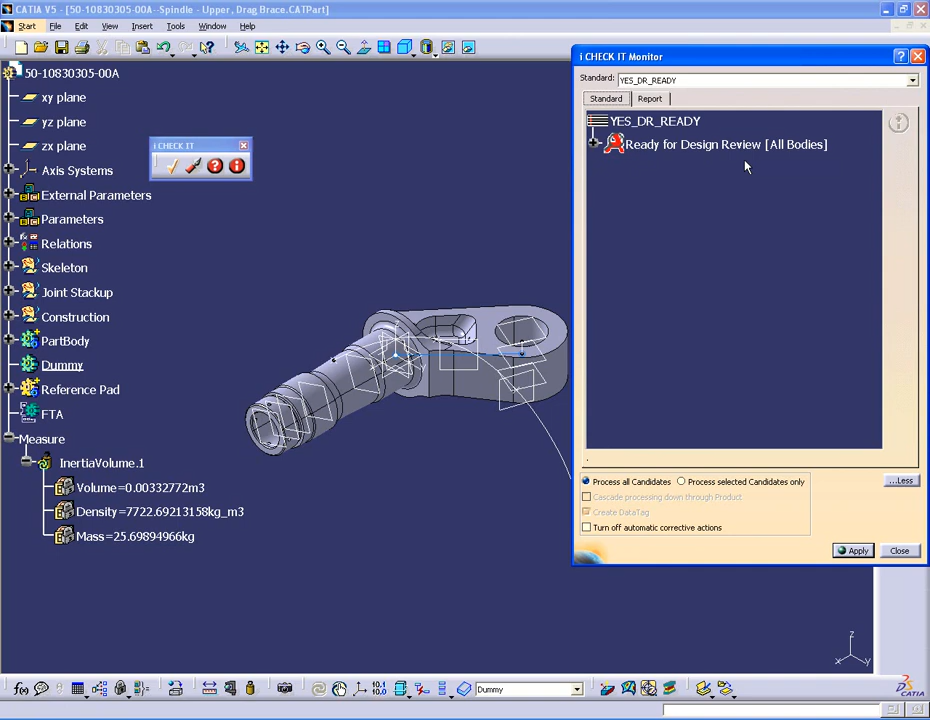 CATIA V5 - [50-10830305-00A--Spindle - Upper, Drag Brace.CATPart]
Start File Edit View Insert Tools Window Help
50-10830305-00A
xy plane
yz plane
zx plane
Axis Systems
External Parameters
Parameters
Relations
Skeleton
Joint Stackup
Construction
PartBody
Dummy
Reference Pad
FTA
Measure
InertiaVolume.1
Volume=0.00332772m3
Density=7722.69213158kg_m3
Mass=25.69894966kg
i CHECK IT
i CHECK IT Monitor
Standard: YES_DR_READY
Standard Report
YES_DR_READY
Ready for Design Review [All Bodies]
Process all Candidates Process selected Candidates only
...Less
Cascade processing down through Product
Create DataTag
Turn off automatic corrective actions
Apply Close
z
x y
f(x) 10.1 10.0 Dummy
CATIA